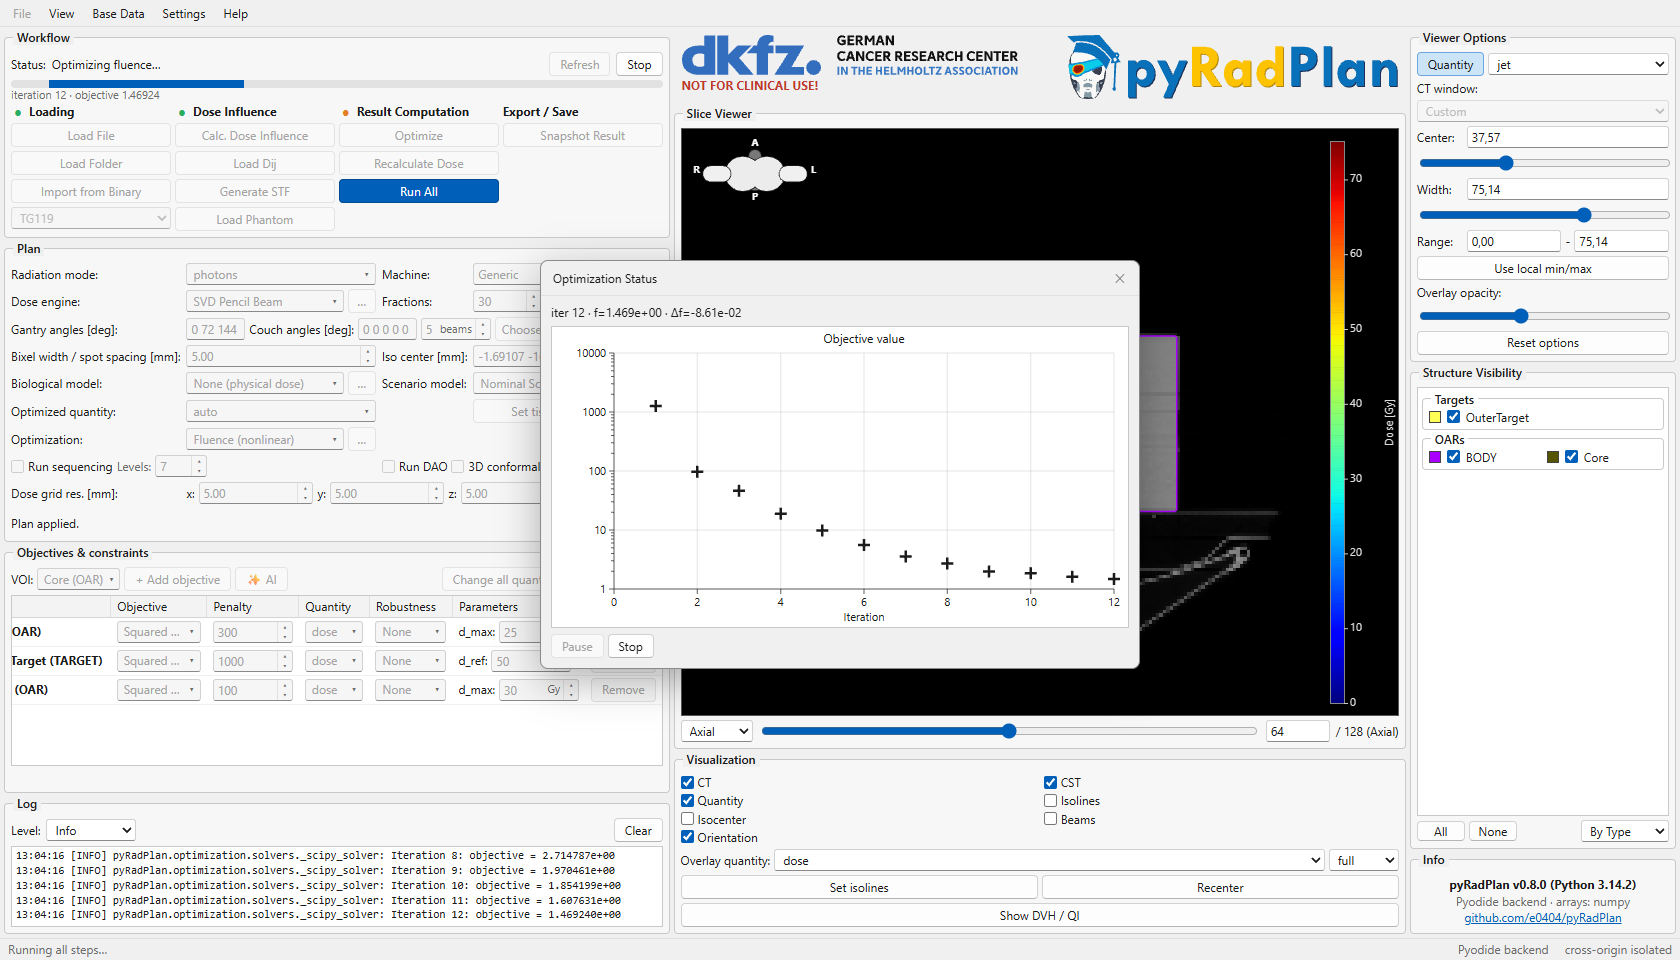 File View Base Data Settings Help
Workflow
Status: Optimizing fluence...
Refresh Stop
iteration 12 · objective 1.46924
Loading Dose Influence Result Computation Export / Save
Load File Calc. Dose Influence Optimize Snapshot Result
Load Folder Load Dij Recalculate Dose
Import from Binary Generate STF Run All
TG119 Load Phantom
Plan
Radiation mode: photons Machine: Generic
Dose engine: SVD Pencil Beam ... Fractions: 30
Gantry angles [deg]: 0 72 144 Couch angles [deg]: 0 0 0 0 0 5 beams Choose
Bixel width / spot spacing [mm]: 5.00 Iso center [mm]: -1.69107
Biological model: None (physical dose) ... Scenario model: Nominal
Optimized quantity: auto Set
Optimization: Fluence (nonlinear) ...
Run sequencing Levels: 7 Run DAO 3D conformal
Dose grid res. [mm]: x: 5.00 y: 5.00 z: 5.00
Plan applied.
Objectives & constraints
VOI: Core (OAR) + Add objective ✨ AI Change all
Objective Penalty Quantity Robustness Parameters
OAR) Squared ... 300 dose None d_max: 25
Target (TARGET) Squared ... 1000 dose None d_ref: 50
(OAR) Squared ... 100 dose None d_max: 30 Gy Remove
Log
Level: Info Clear
13:04:16 [INFO] pyRadPlan.optimization.solvers._scipy_solver: Iteration 8: objective = 2.714787e+00
13:04:16 [INFO] pyRadPlan.optimization.solvers._scipy_solver: Iteration 9: objective = 1.970461e+00
13:04:16 [INFO] pyRadPlan.optimization.solvers._scipy_solver: Iteration 10: objective = 1.854199e+00
13:04:16 [INFO] pyRadPlan.optimization.solvers._scipy_solver: Iteration 11: objective = 1.607631e+00
13:04:16 [INFO] pyRadPlan.optimization.solvers._scipy_solver: Iteration 12: objective = 1.469240e+00
Running all steps...
dkfz.
NOT FOR CLINICAL USE!
GERMAN
CANCER RESEARCH CENTER
IN THE HELMHOLTZ ASSOCIATION
pyRadPlan
Slice Viewer
A
R L
P
70
60
50
40
30
20
10
0
Dose [Gy]
Optimization Status
iter 12 · f=1.469e+00 · Δf=-8.61e-02
Objective value
10000
1000
100
10
1
0 2 4 6 8 10 12
Iteration
Pause Stop
Axial 64 / 128 (Axial)
Visualization
CT CST
Quantity Isolines
Isocenter Beams
Orientation
Overlay quantity: dose full
Set isolines Recenter
Show DVH / QI
Viewer Options
Quantity jet
CT window:
Custom
Center: 37,57
Width: 75,14
Range: 0,00 - 75,14
Use local min/max
Overlay opacity:
Reset options
Structure Visibility
Targets
OuterTarget
OARs
BODY Core
All None By Type
Info
pyRadPlan v0.8.0 (Python 3.14.2)
Pyodide backend · arrays: numpy
github.com/e0404/pyRadPlan
Pyodide backend cross-origin isolated